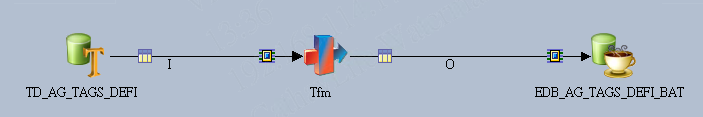 I
O
TD_AG_TAGS_DEFI
Tfm
EDB_AG_TAGS_DEFI_BAT